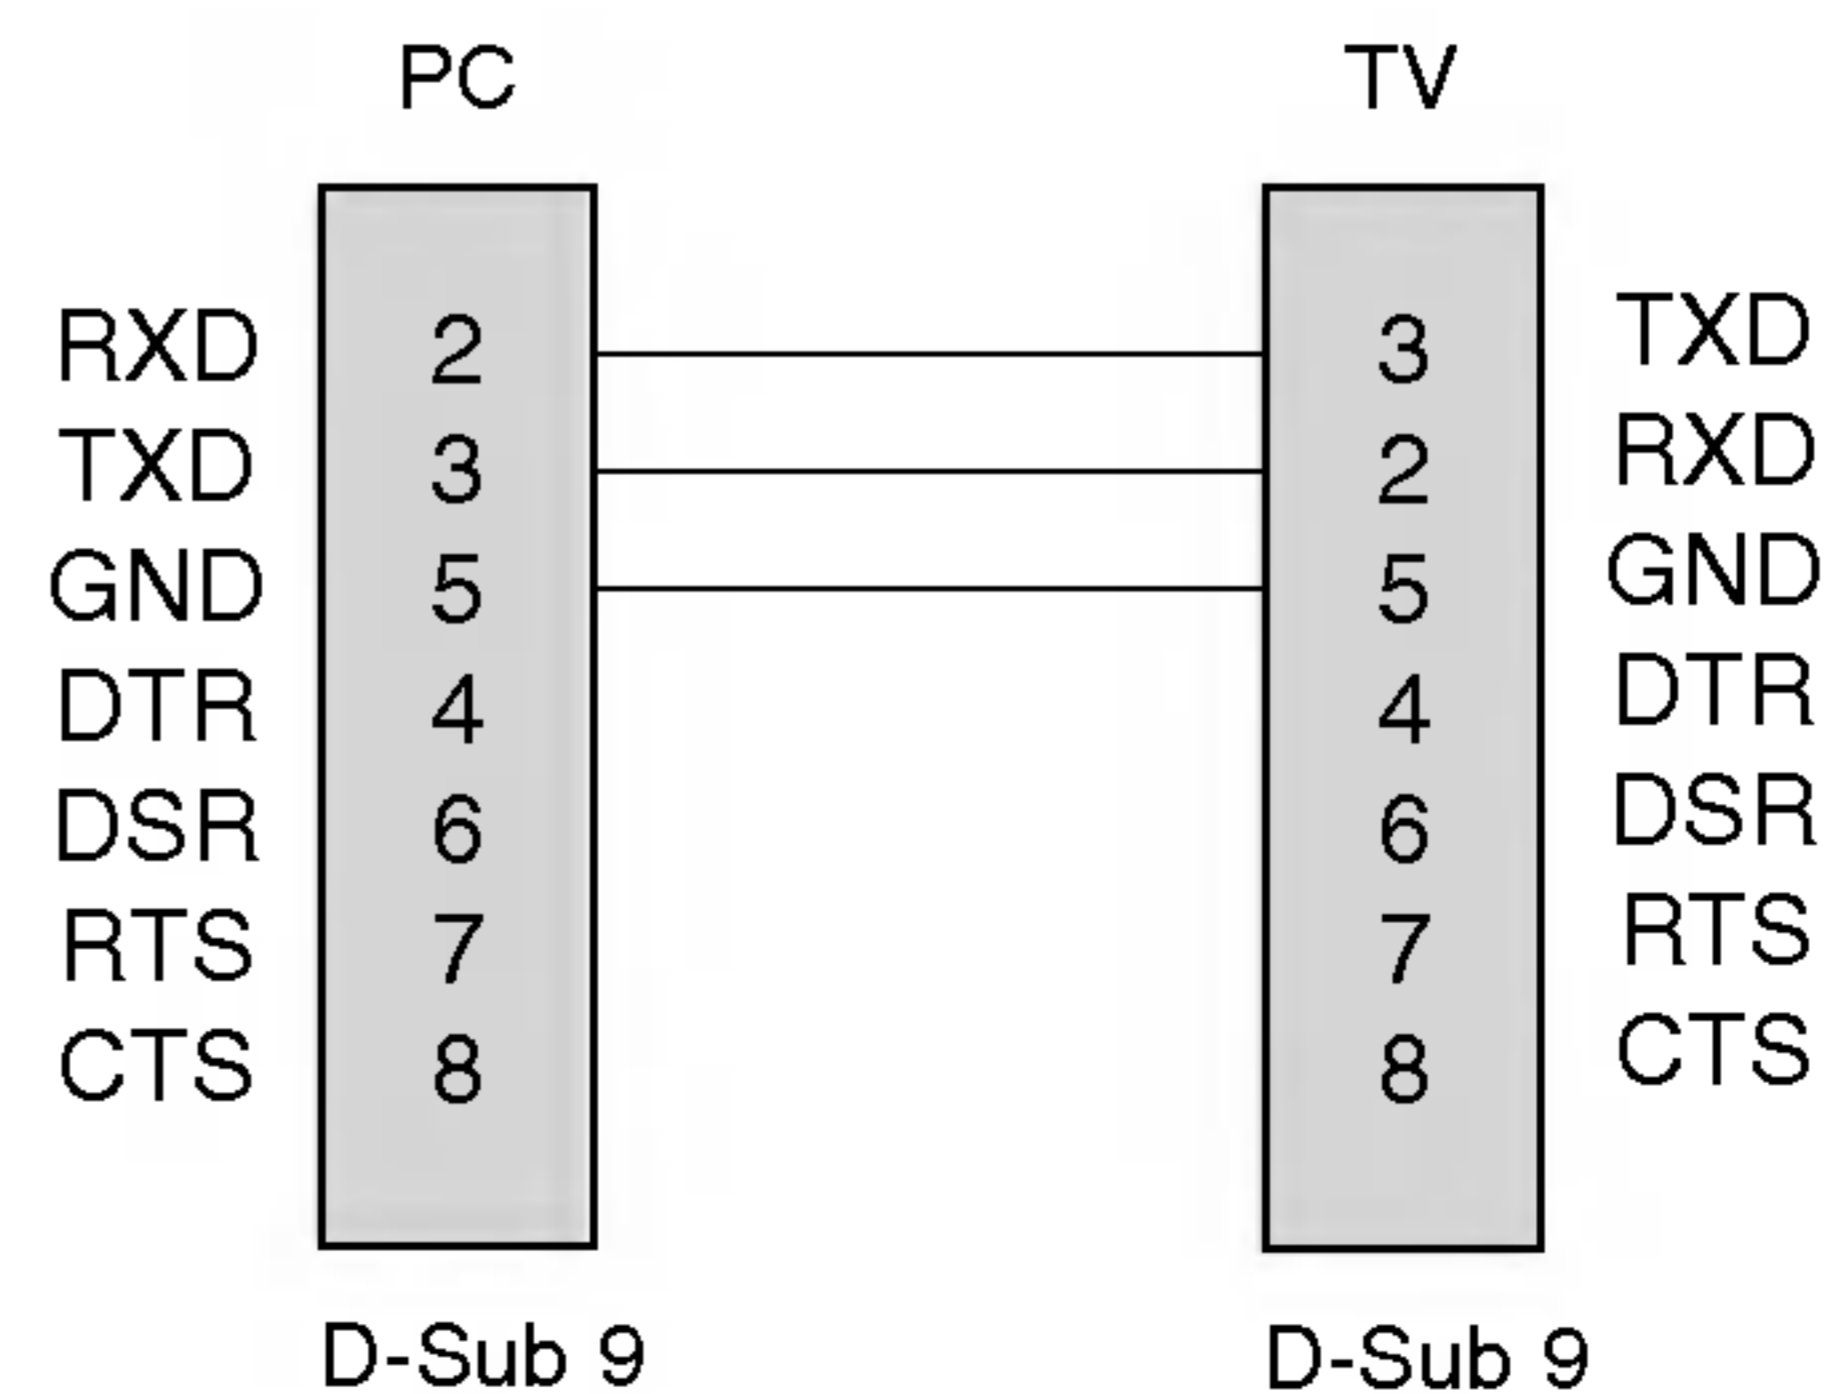 PC TV
RXD 2 3 TXD
TXD 3 2 RXD
GND 5 5 GND
DTR 4 4 DTR
DSR 6 6 DSR
RTS 7 7 RTS
CTS 8 8 CTS
D-Sub 9 D-Sub 9